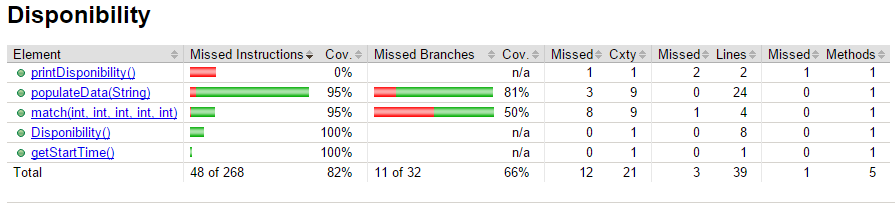 Disponibility
Element Missed Instructions Cov. Missed Branches Cov. Missed Cxty Missed Lines Missed Methods
printDisponibility() 0% n/a 1 1 2 2 1 1
populateData(String) 95% 81% 3 9 0 24 0 1
match(int, int, int, int, int) 95% 50% 8 9 1 4 0 1
Disponibility() 100% n/a 0 1 0 8 0 1
getStartTime() 100% n/a 0 1 0 1 0 1
Total 48 of 268 82% 11 of 32 66% 12 21 3 39 1 5